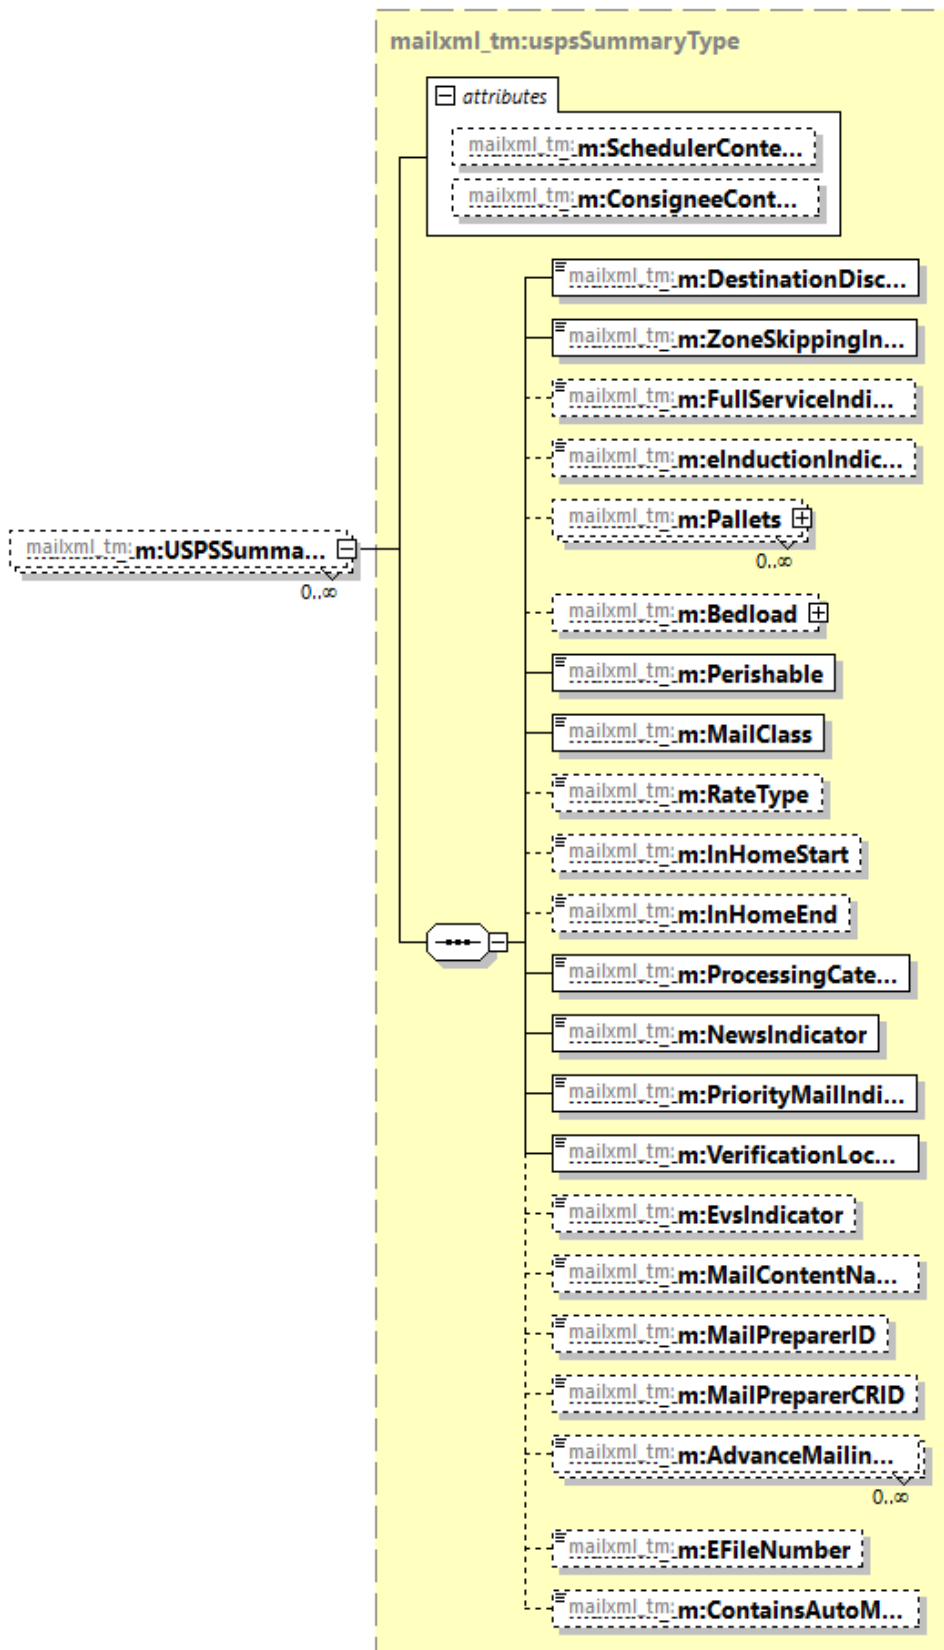 mailxml_tm:uspsSummaryType
attributes
mailxml_tm:m:SchedulerConte...
mailxml_tm:m:ConsigneeCont...
mailxml_tm:m:DestinationDisc...
mailxml_tm:m:ZoneSkippingIn...
mailxml_tm:m:FullServiceIndi...
mailxml_tm:m:eInductionIndic...
mailxml_tm:m:Pallets
0..∞
mailxml_tm:m:USPSSumma...
0..∞
mailxml_tm:m:Bedload
mailxml_tm:m:Perishable
mailxml_tm:m:MailClass
mailxml_tm:m:RateType
mailxml_tm:m:InHomeStart
mailxml_tm:m:InHomeEnd
mailxml_tm:m:ProcessingCate...
mailxml_tm:m:NewsIndicator
mailxml_tm:m:PriorityMailIndi...
mailxml_tm:m:VerificationLoc...
mailxml_tm:m:EvsIndicator
mailxml_tm:m:MailContentNa...
mailxml_tm:m:MailPreparerID
mailxml_tm:m:MailPreparerCRID
mailxml_tm:m:AdvanceMailin...
0..∞
mailxml_tm:m:EFileNumber
mailxml_tm:m:ContainsAutoM...